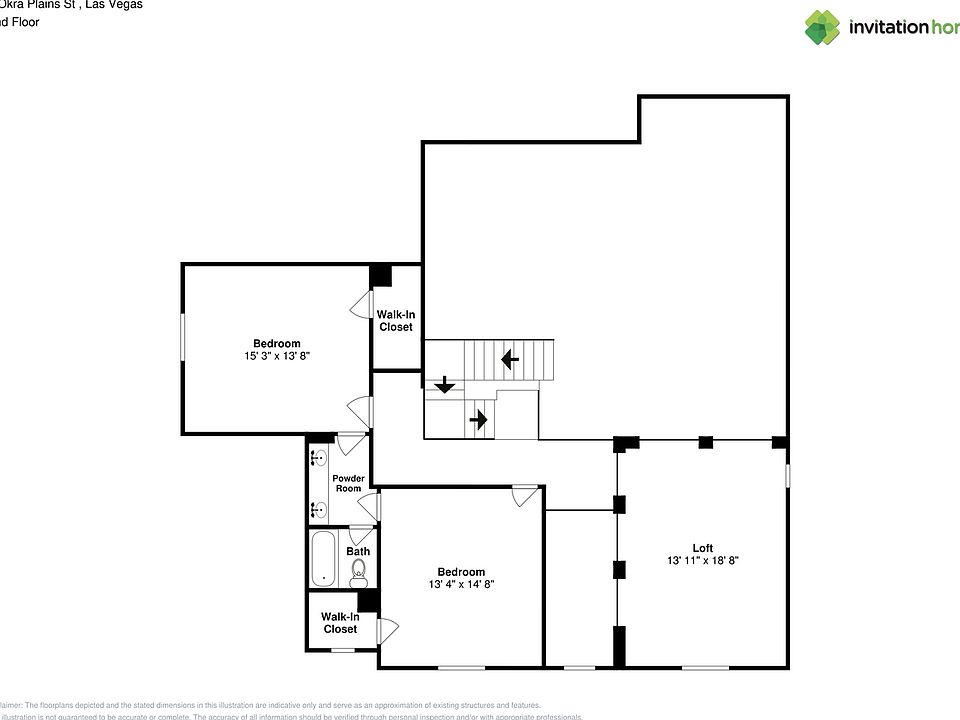 Okra Plains St , Las Vegas
nd Floor
invitation hor
Walk-In
Closet
Bedroom
15' 3" x 13' 8"
Powder
Room
Bath
Loft
13' 11" x 18' 8"
Bedroom
13' 4" x 14' 8"
Walk-In
Closet
laimer: The floorplans depicted and the stated dimensions in this illustration are indicative only and serve as an approximation of existing structures and features.
illustration is not guaranteed to be accurate or complete. The accuracy of all information should be verified through personal inspection and/or with appropriate professionals.